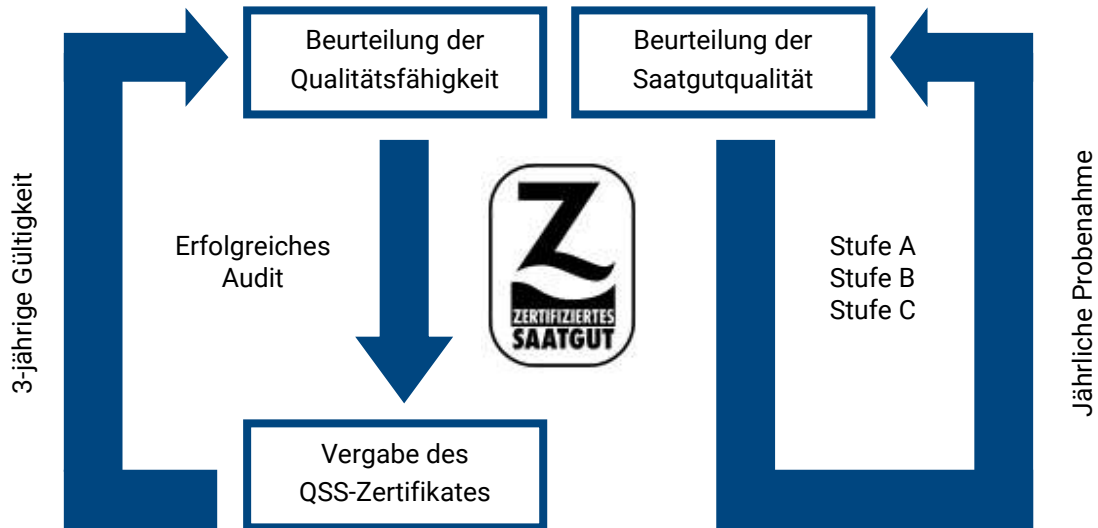 Beurteilung der
Qualitätsfähigkeit
Beurteilung der
Saatgutqualität
3-jährige Gültigkeit
Erfolgreiches
Audit
Z
ZERTIFIZIERTES
SAATGUT
Stufe A
Stufe B
Stufe C
Jährliche Probenahme
Vergabe des
QSS-Zertifikates